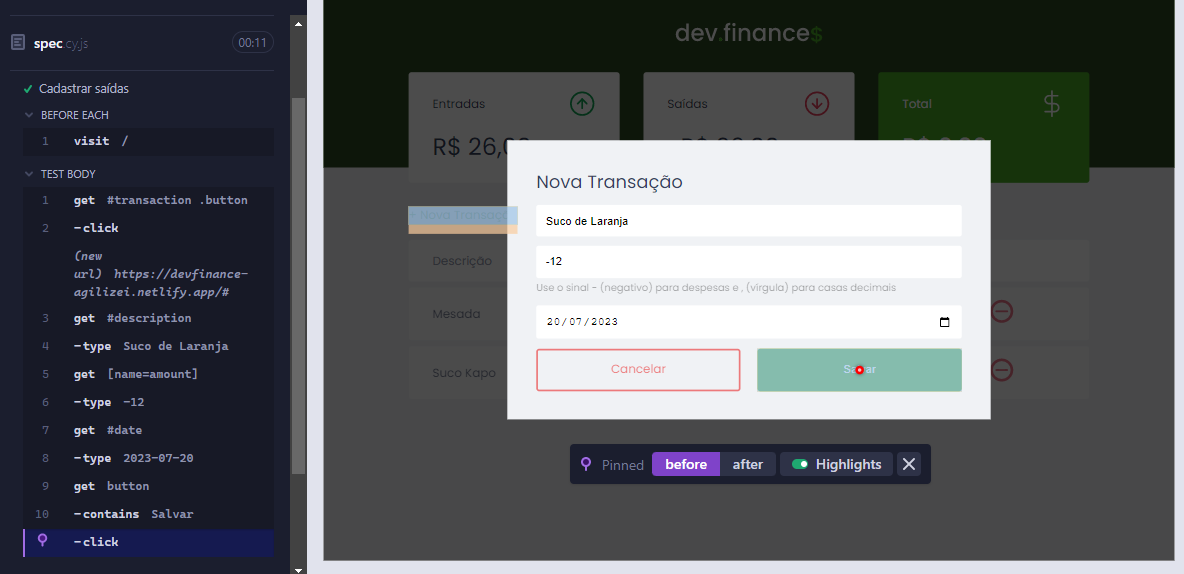 spec.cy.js
00:11
Cadastrar saídas
BEFORE EACH
1 visit /
TEST BODY
1 get #transaction .button
2 -click
(new
url) https://devfinance-
agilizei.netlify.app/#
3 get #description
4 -type Suco de Laranja
5 get [name=amount]
6 -type -12
7 get #date
8 -type 2023-07-20
9 get button
10 -contains Salvar
-click
dev.finance$
Entradas
R$ 26,0
Saídas
Total
$
+ Nova Transaç
Descrição
Mesada
Suco Kapo
Nova Transação
Suco de Laranja
-12
Use o sinal - (negativo) para despesas e , (vírgula) para casas decimais
20/07/2023
Cancelar
Salvar
Pinned before after Highlights